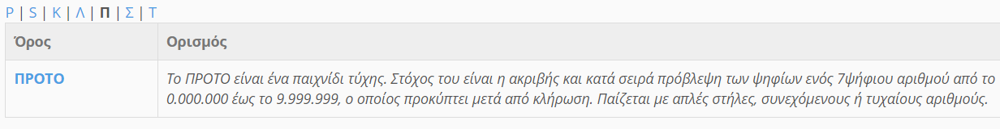 P | S | Κ | Λ | Π | Σ | Τ
Όρος Ορισμός
ΠΡΟΤΟ Το ΠΡΟΤΟ είναι ένα παιχνίδι τύχης. Στόχος του είναι η ακριβής και κατά σειρά πρόβλεψη των ψηφίων ενός 7ψήφιου αριθμού από το
0.000.000 έως το 9.999.999, ο οποίος προκύπτει μετά από κλήρωση. Παίζεται με απλές στήλες, συνεχόμενους ή τυχαίους αριθμούς.